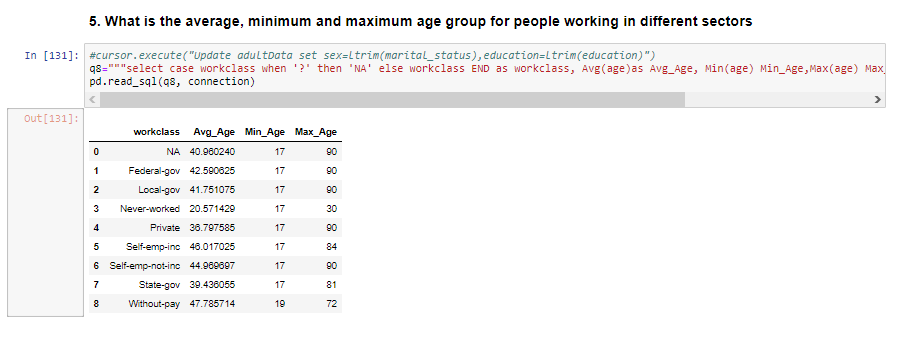 5. What is the average, minimum and maximum age group for people working in different sectors
In [131]: #cursor.execute("Update adultData set sex=Ltrim(marital_status),education=Ltrim(education)")
q8="""select case workclass when '?' then 'NA' else workclass END as workclass, Avg(age)as Avg_Age, Min(age) Min_Age,Max(age) Max_
pd.read_sql(q8, connection)
Out[131]:
workclass Avg_Age Min_Age Max_Age
0 NA 40.960240 17 90
1 Federal-gov 42.590625 17 90
2 Local-gov 41.751075 17 90
3 Never-worked 20.571429 17 30
4 Private 36.797585 17 90
5 Self-emp-inc 46.017025 17 84
6 Self-emp-not-inc 44.969697 17 90
7 State-gov 39.436055 17 81
8 Without-pay 47.785714 19 72